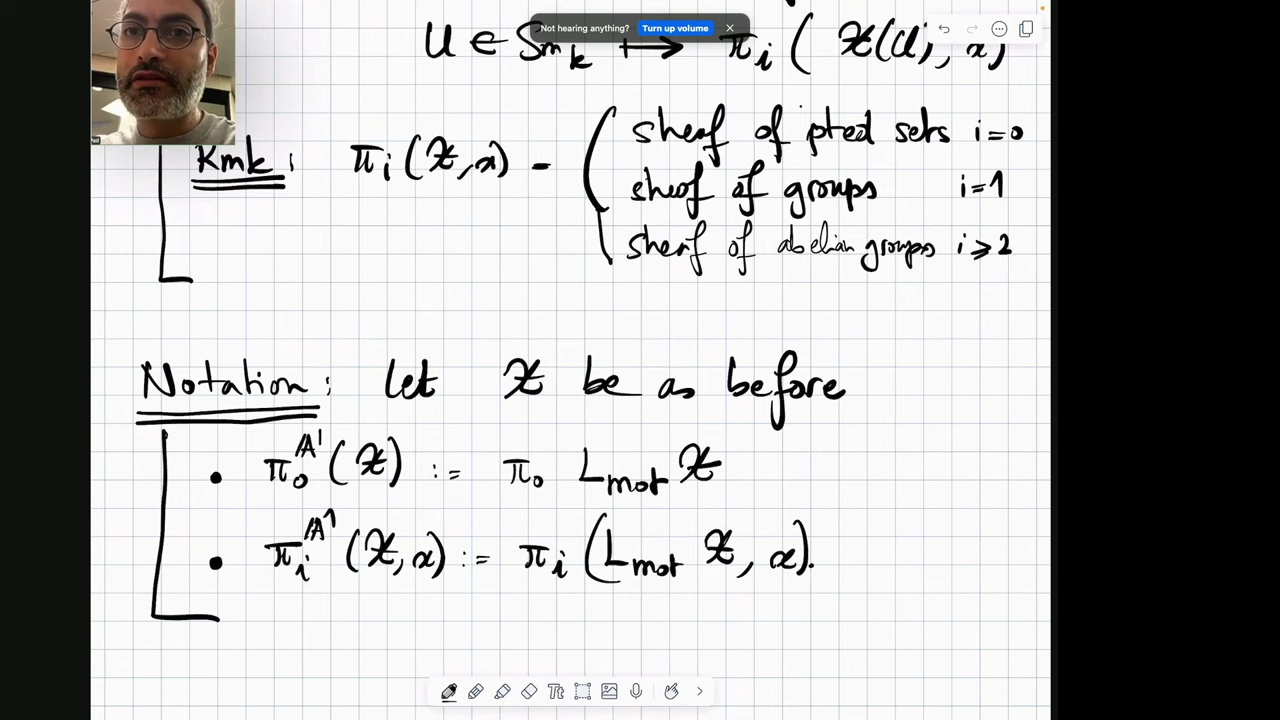 Not hearing anything? Turn up volume
U ∈ Sm_k ↦ π_i ( 𝒳(U), x )
Rmk: π_i(𝒳, x) - ( sheaf of pted sets i=0
sheaf of groups i=1
sheaf of abelian groups i ≥ 2
Notation: let 𝒳 be as before
• π_0^{𝔸^1}(𝒳) := π_0 L_mot 𝒳
• π_i^{𝔸^1}(𝒳, x) := π_i (L_mot 𝒳, x).
Tt